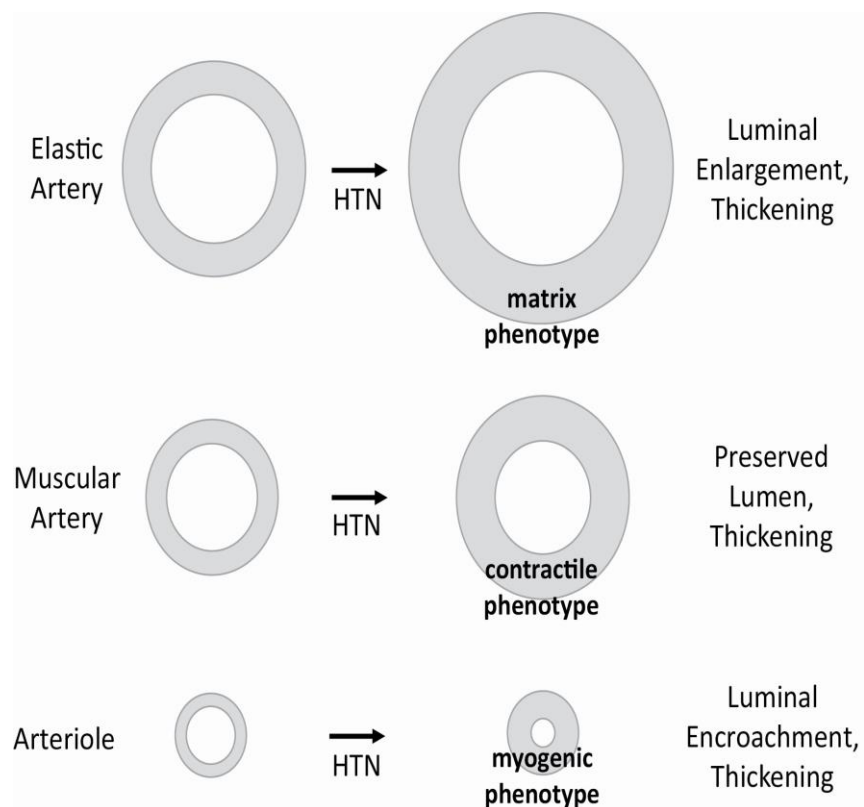 Elastic
Artery
HTN
matrix
phenotype
Luminal
Enlargement,
Thickening
Muscular
Artery
HTN
contractile
phenotype
Preserved
Lumen,
Thickening
Arteriole
HTN
myogenic
phenotype
Luminal
Encroachment,
Thickening